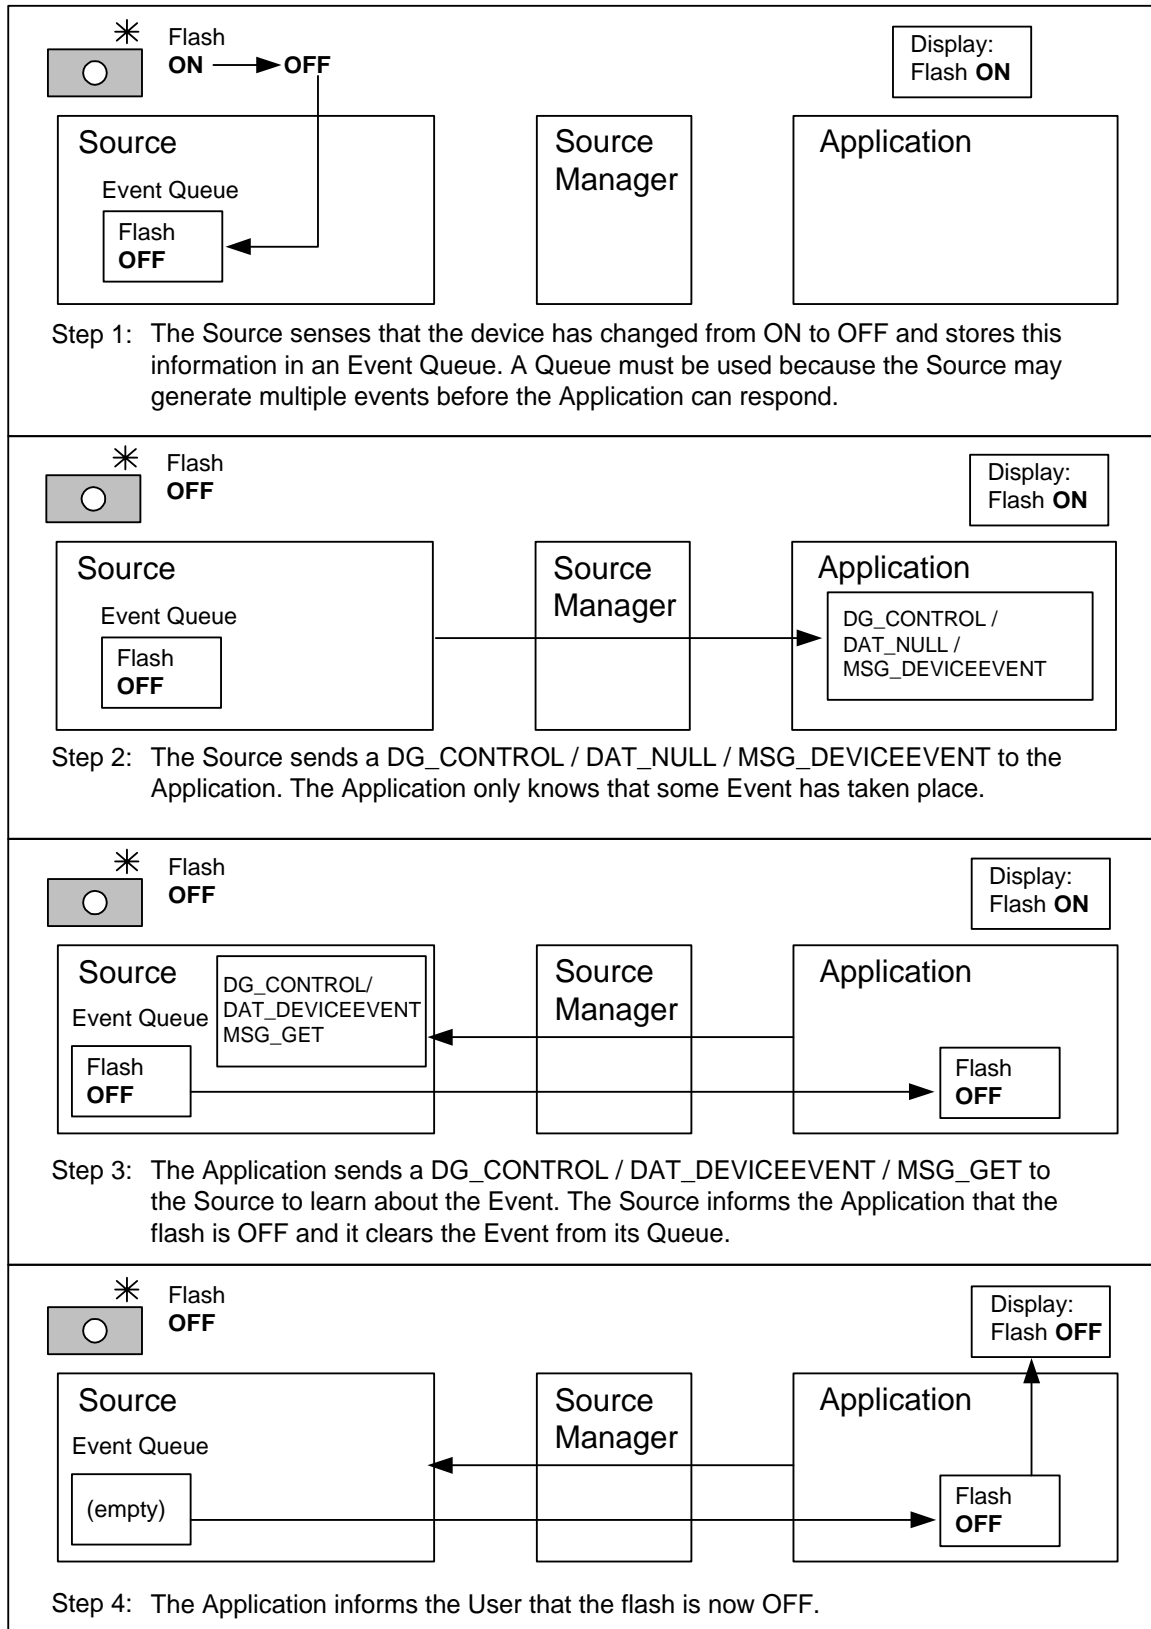 Flash
ON OFF
Display:
Flash ON
Source
Event Queue
Flash
OFF
Source
Manager
Application
Step 1: The Source senses that the device has changed from ON to OFF and stores this
information in an Event Queue. A Queue must be used because the Source may
generate multiple events before the Application can respond.
Flash
OFF
Display:
Flash ON
Source
Event Queue
Flash
OFF
Source
Manager
Application
DG_CONTROL /
DAT_NULL /
MSG_DEVICEEVENT
Step 2: The Source sends a DG_CONTROL / DAT_NULL / MSG_DEVICEEVENT to the
Application. The Application only knows that some Event has taken place.
Flash
OFF
Display:
Flash ON
Source
Event Queue
Flash
OFF
DG_CONTROL/
DAT_DEVICEEVENT
MSG_GET
Source
Manager
Application
Flash
OFF
Step 3: The Application sends a DG_CONTROL / DAT_DEVICEEVENT / MSG_GET to
the Source to learn about the Event. The Source informs the Application that the
flash is OFF and it clears the Event from its Queue.
Flash
OFF
Display:
Flash OFF
Source
Event Queue
(empty)
Source
Manager
Application
Flash
OFF
Step 4: The Application informs the User that the flash is now OFF.